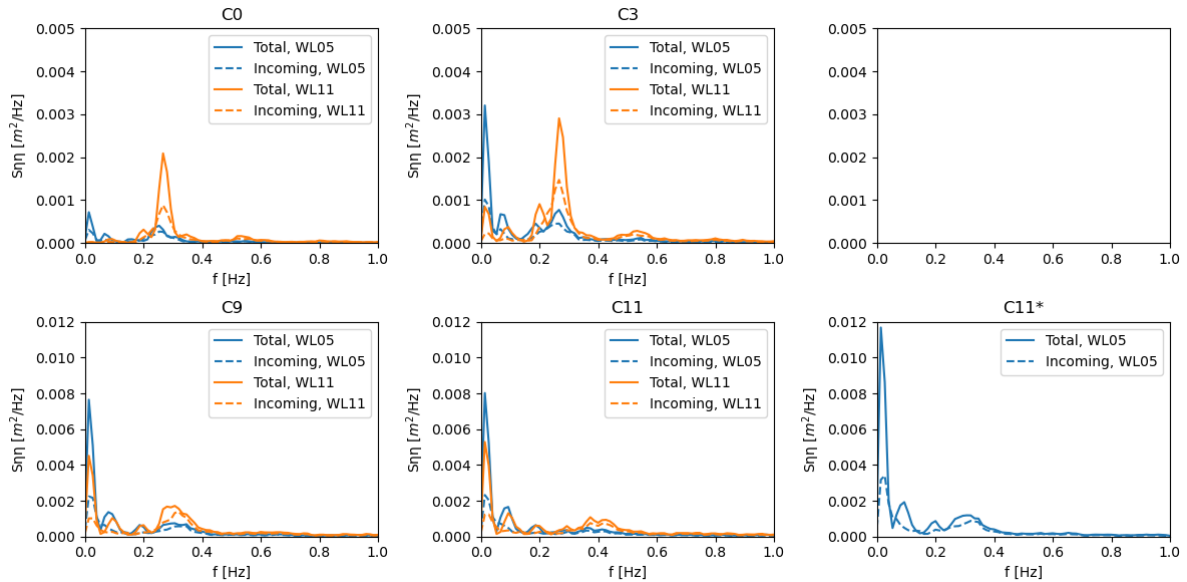 C0
0.005
0.004
0.003
0.002
0.001
0.000
Sηη [m²/Hz]
Total, WL05
Incoming, WL05
Total, WL11
Incoming, WL11
0.0 0.2 0.4 0.6 0.8 1.0
f [Hz]
C3
0.005
0.004
0.003
0.002
0.001
0.000
Sηη [m²/Hz]
Total, WL05
Incoming, WL05
Total, WL11
Incoming, WL11
0.0 0.2 0.4 0.6 0.8 1.0
f [Hz]
0.005
0.004
0.003
0.002
0.001
0.000
0.0 0.2 0.4 0.6 0.8 1.0
C9
0.012
0.010
0.008
0.006
0.004
0.002
0.000
Sηη [m²/Hz]
Total, WL05
Incoming, WL05
Total, WL11
Incoming, WL11
0.0 0.2 0.4 0.6 0.8 1.0
f [Hz]
C11
0.012
0.010
0.008
0.006
0.004
0.002
0.000
Sηη [m²/Hz]
Total, WL05
Incoming, WL05
Total, WL11
Incoming, WL11
0.0 0.2 0.4 0.6 0.8 1.0
f [Hz]
C11*
0.012
0.010
0.008
0.006
0.004
0.002
0.000
Sηη [m²/Hz]
Total, WL05
Incoming, WL05
0.0 0.2 0.4 0.6 0.8 1.0
f [Hz]